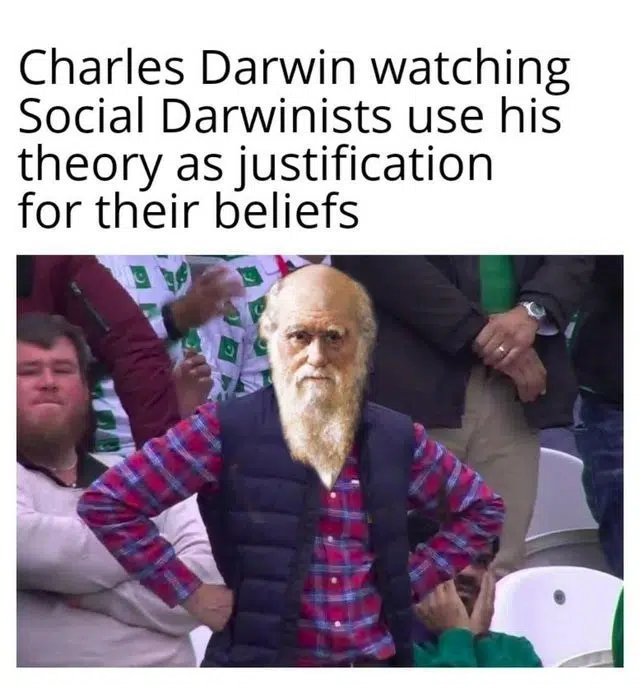 Charles Darwin watching
Social Darwinists use his
theory as justification
for their beliefs